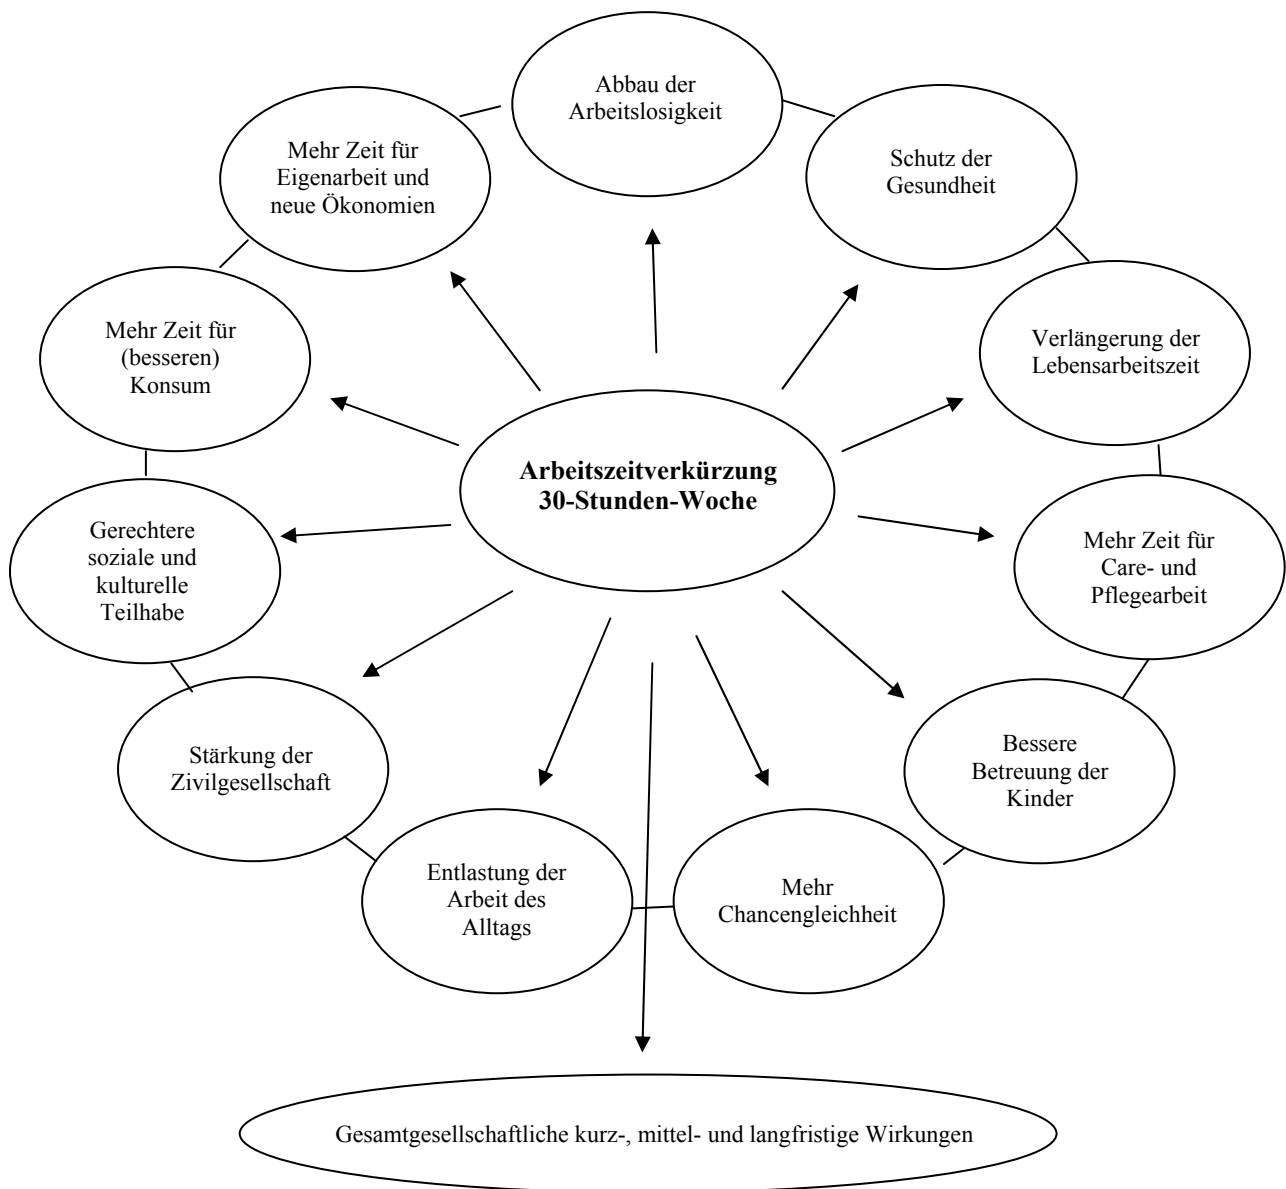 Abbau der
Arbeitslosigkeit
Mehr Zeit für
Eigenarbeit und
neue Ökonomien
Schutz der
Gesundheit
Mehr Zeit für
(besseren)
Konsum
Verlängerung der
Lebensarbeitszeit
Arbeitszeitverkürzung
30-Stunden-Woche
Gerechtere
soziale und
kulturelle
Teilhabe
Mehr Zeit für
Care- und
Pflegearbeit
Stärkung der
Zivilgesellschaft
Bessere
Betreuung der
Kinder
Entlastung der
Arbeit des
Alltags
Mehr
Chancengleichheit
Gesamtgesellschaftliche kurz-, mittel- und langfristige Wirkungen